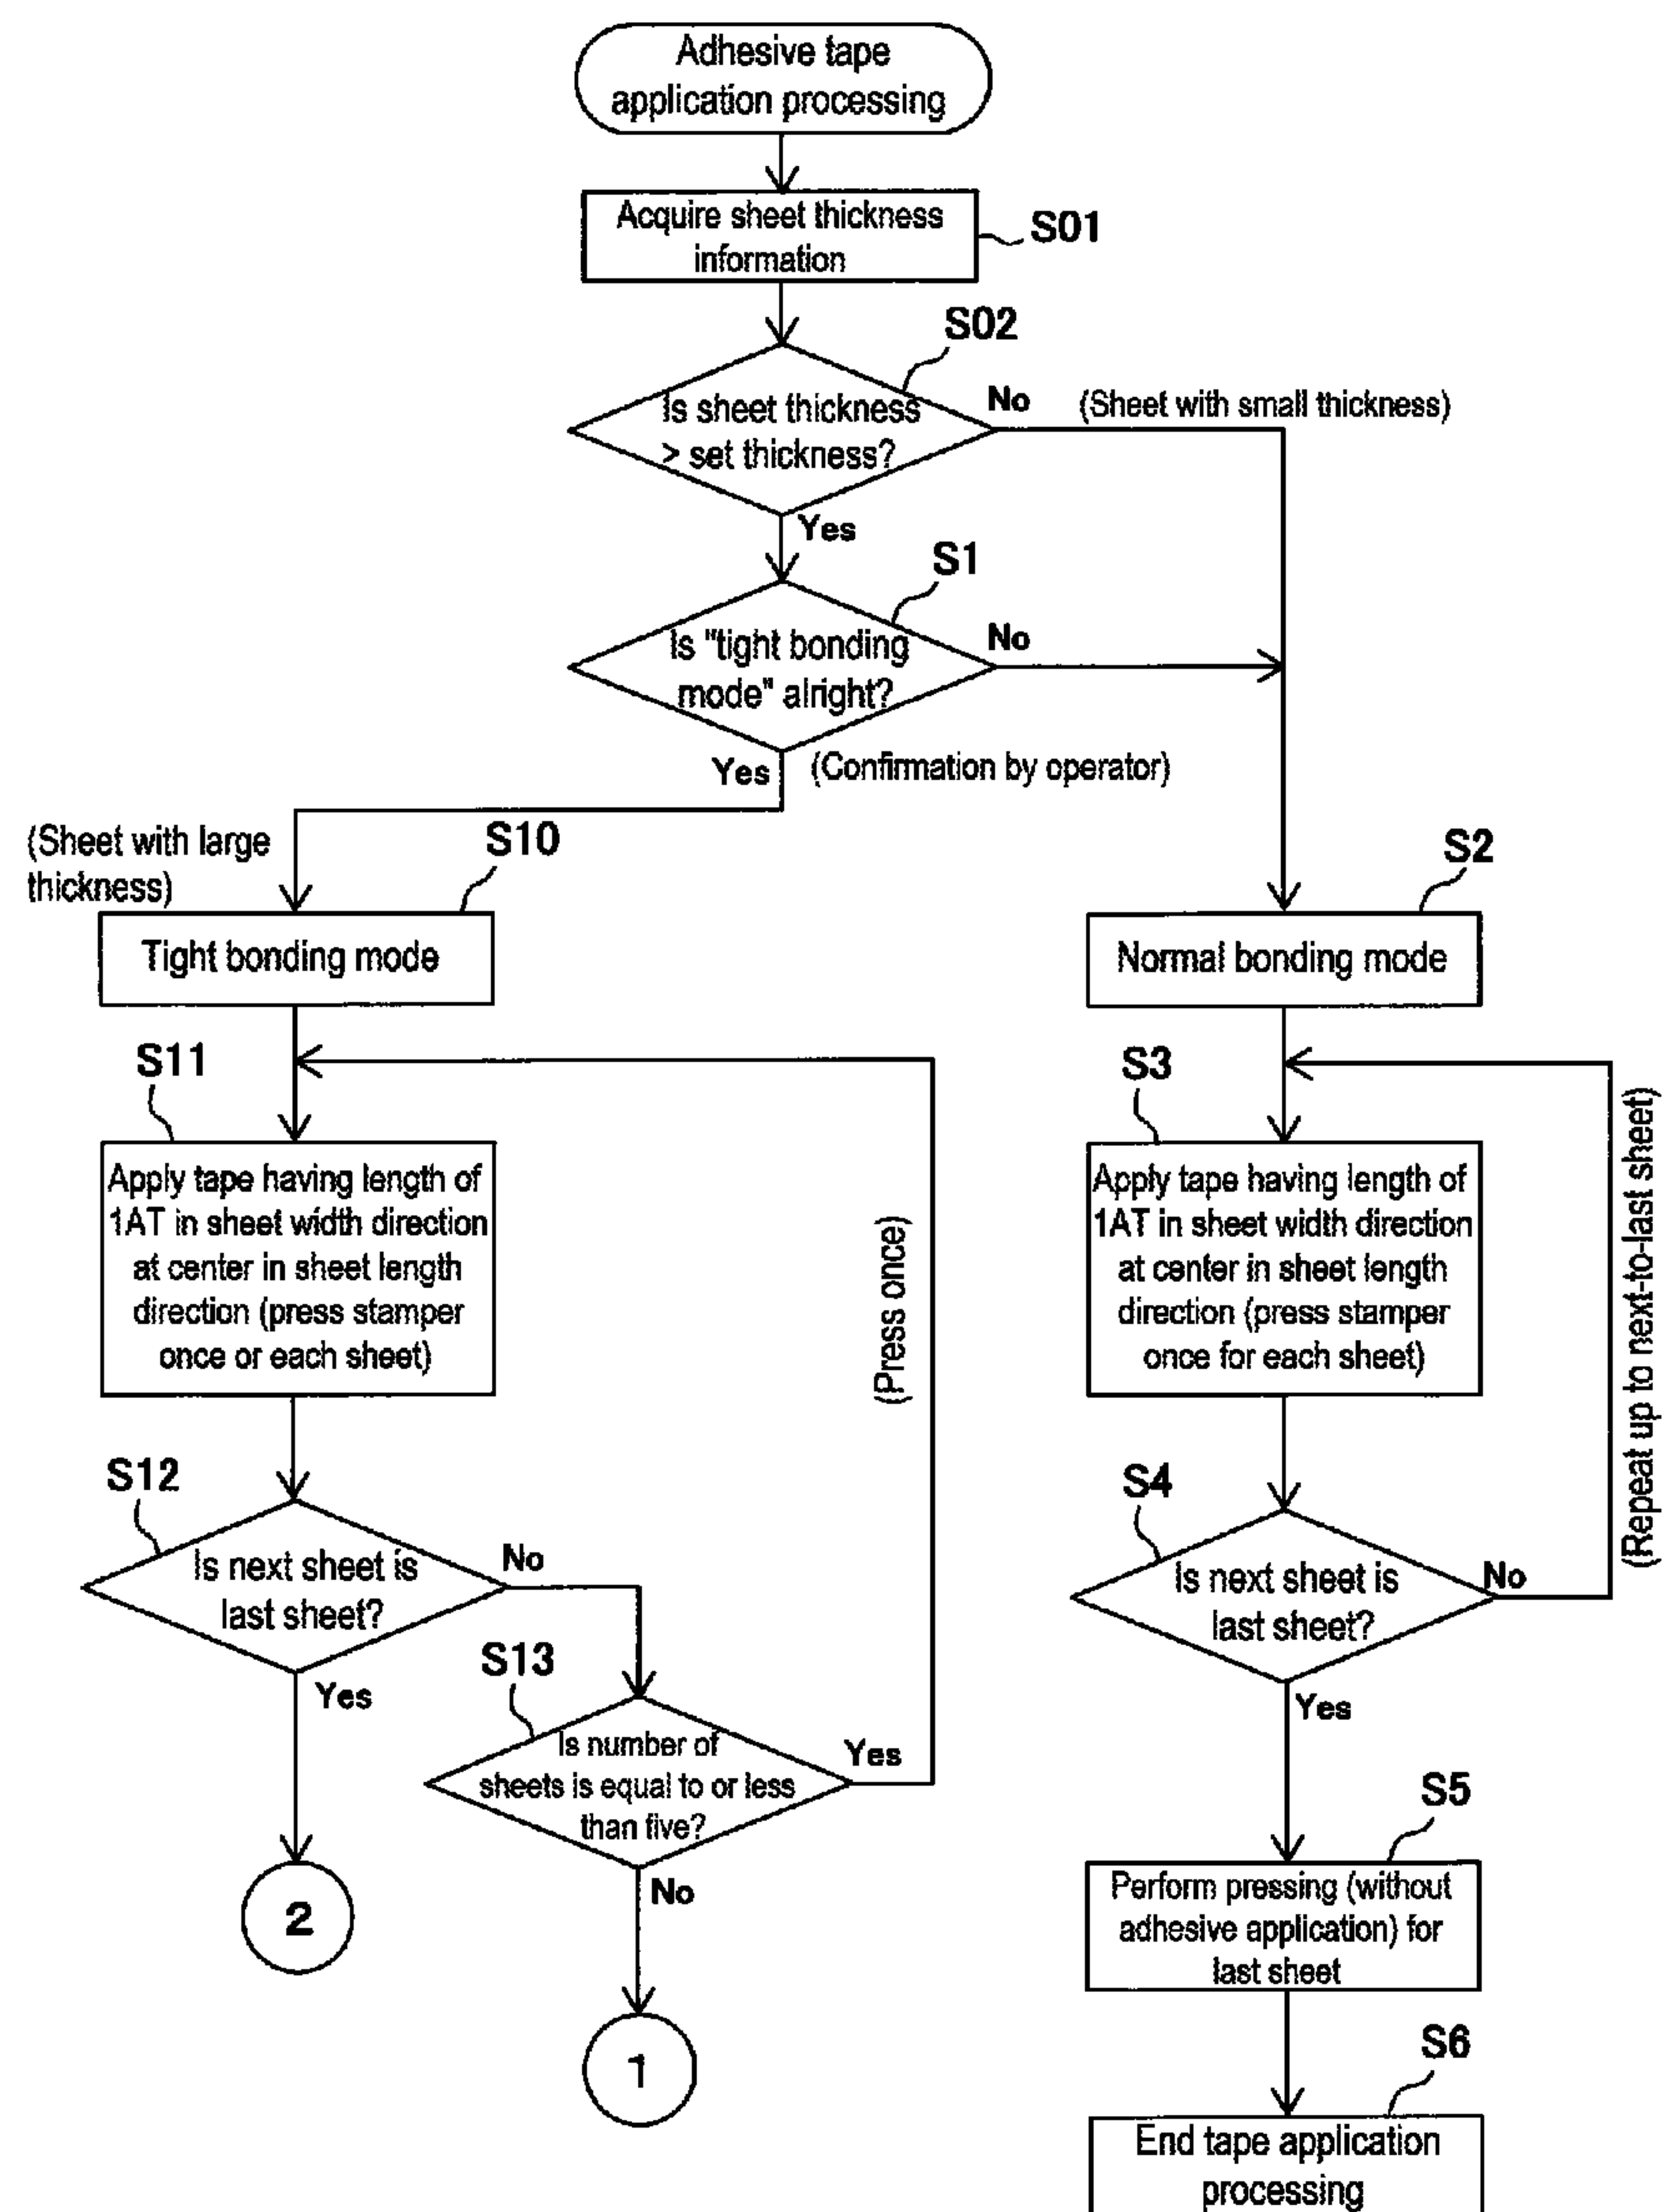 Adhesive tape
application processing
Acquire sheet thickness
information
S01
S02
Is sheet thickness
> set thickness?
No
(Sheet with small thickness)
Yes
S1
Is "tight bonding
mode" alright?
No
Yes
(Confirmation by operator)
(Sheet with large
thickness)
S10
Tight bonding mode
S2
Normal bonding mode
S11
Apply tape having length of
1AT in sheet width direction
at center in sheet length
direction (press stamper
once or each sheet)
(Press once)
S3
Apply tape having length of
1AT in sheet width direction
at center in sheet length
direction (press stamper
once for each sheet)
(Repeat up to next-to-last sheet)
S12
Is next sheet is
last sheet?
No
Yes
S13
Is number of
sheets is equal to or less
than five?
Yes
No
2
1
S4
Is next sheet is
last sheet?
No
Yes
S5
Perform pressing (without
adhesive application) for
last sheet
S6
End tape application
processing